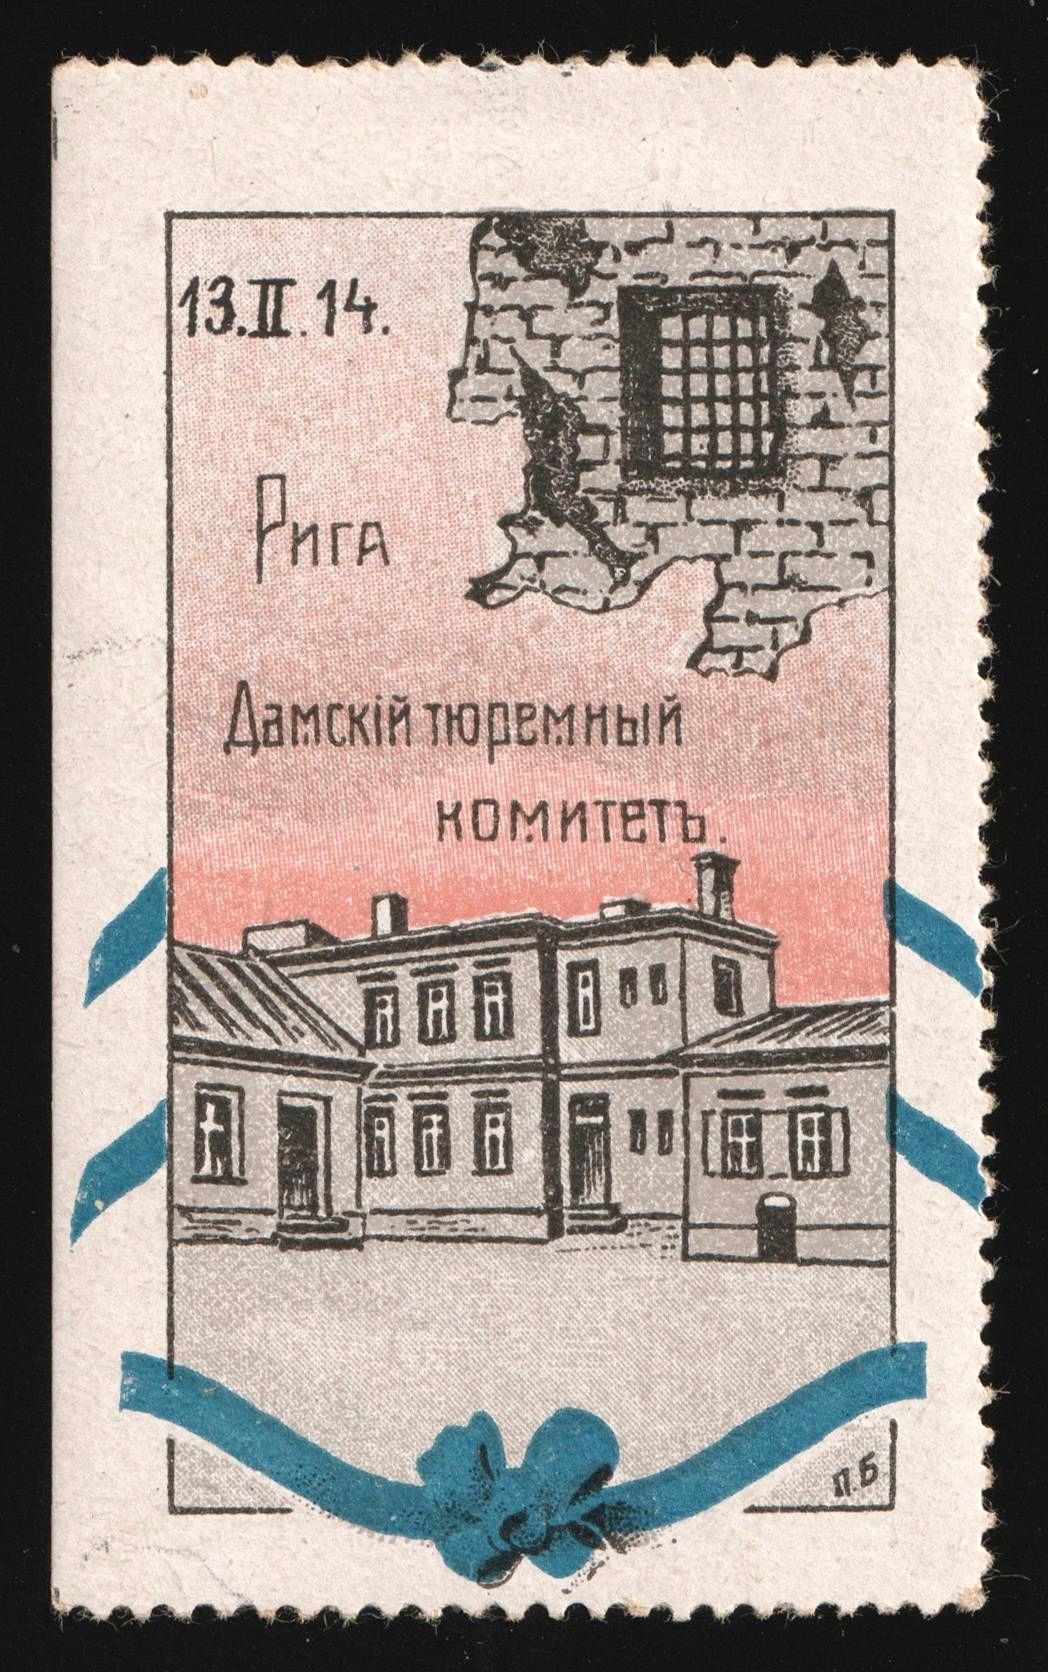 13.II.14.
Рига
Дамскій тюремный
комитетъ.
П.Б